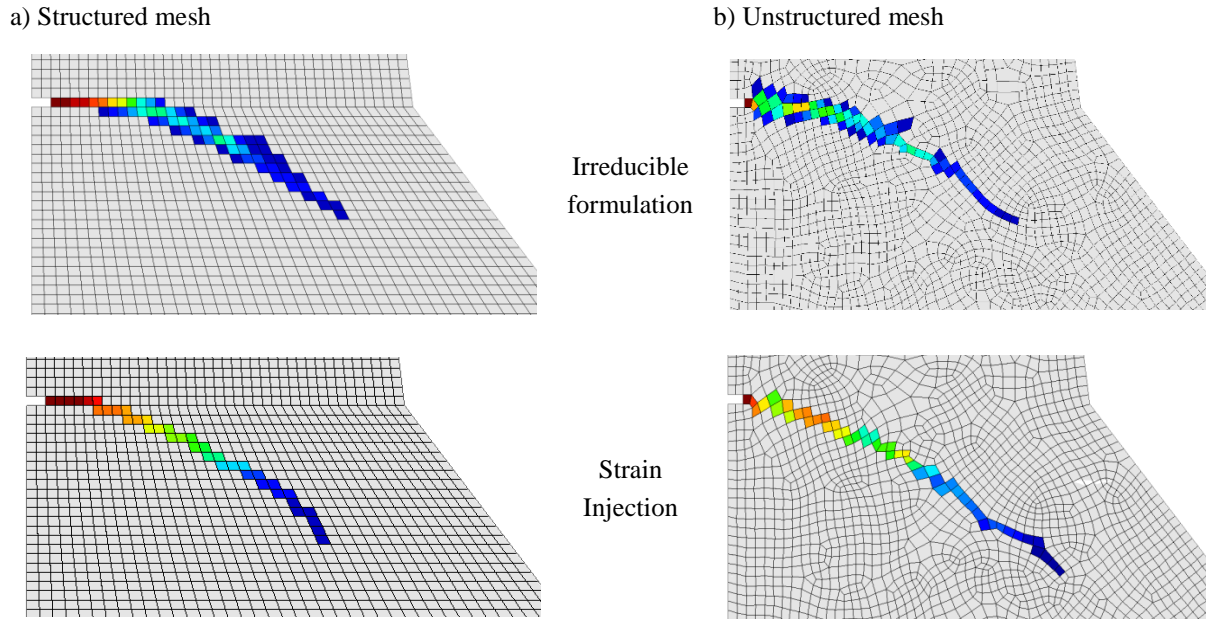 a) Structured mesh
b) Unstructured mesh
Irreducible
formulation
Strain
Injection